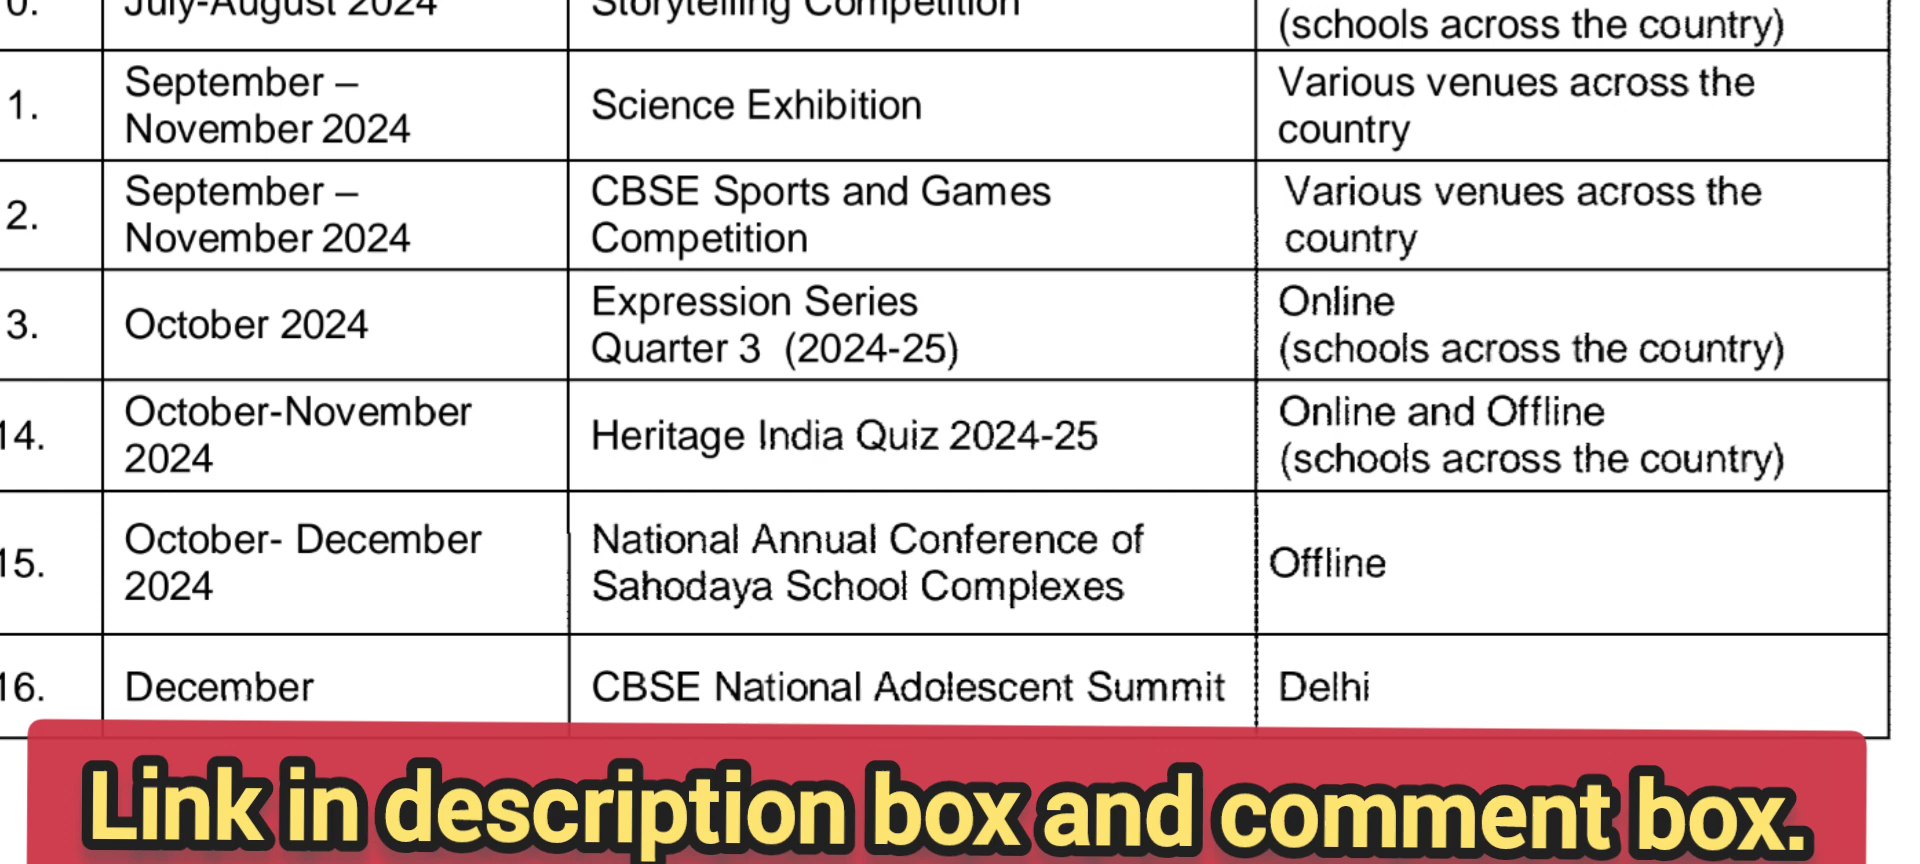 0.
July-August 2024
Storytelling Competition
(schools across the country)
1.
September –
November 2024
Science Exhibition
Various venues across the
country
2.
September –
November 2024
CBSE Sports and Games
Competition
Various venues across the
country
3.
October 2024
Expression Series
Quarter 3 (2024-25)
Online
(schools across the country)
14.
October-November
2024
Heritage India Quiz 2024-25
Online and Offline
(schools across the country)
15.
October- December
2024
National Annual Conference of
Sahodaya School Complexes
Offline
16.
December
CBSE National Adolescent Summit
Delhi
Link in description box and comment box.